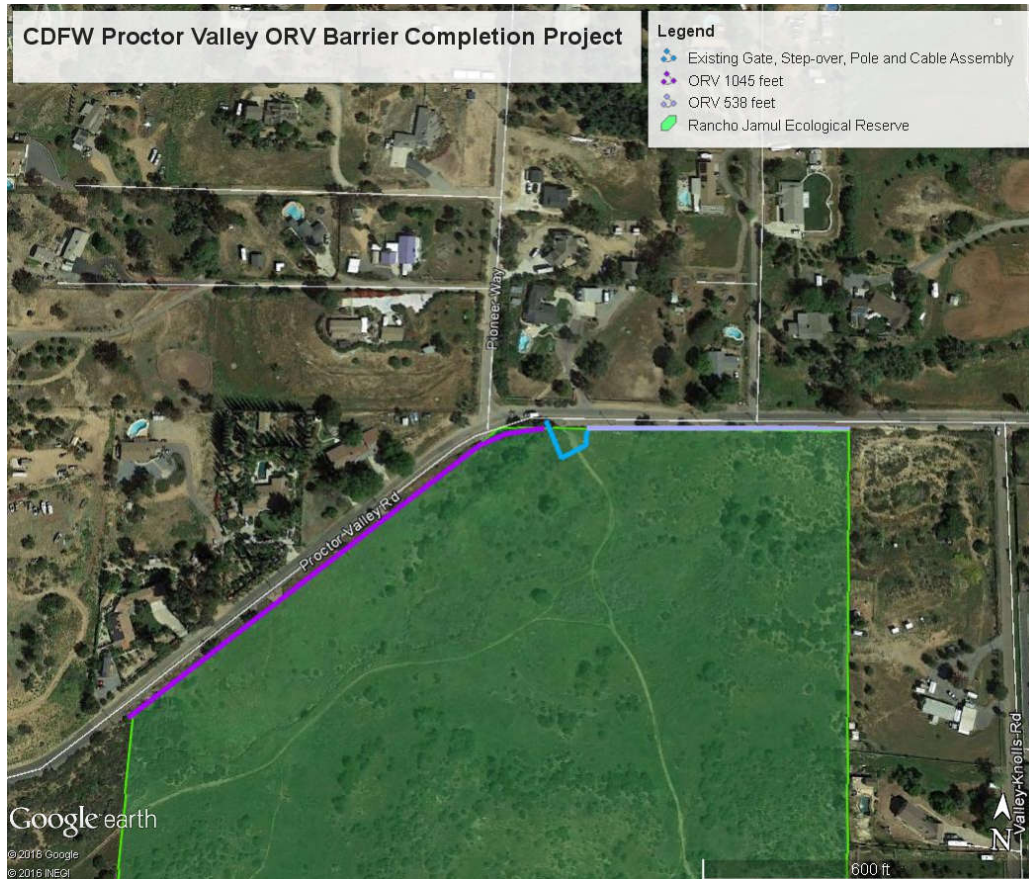 CDFW Proctor Valley ORV Barrier Completion Project
Legend
Existing Gate, Step-over, Pole and Cable Assembly
ORV 1045 feet
ORV 538 feet
Rancho Jamul Ecological Reserve
Pioneer Way
Proctor Valley Rd
Valley Knolls Rd
Google earth
N
© 2016 Google
© 2016 INEGI
600 ft